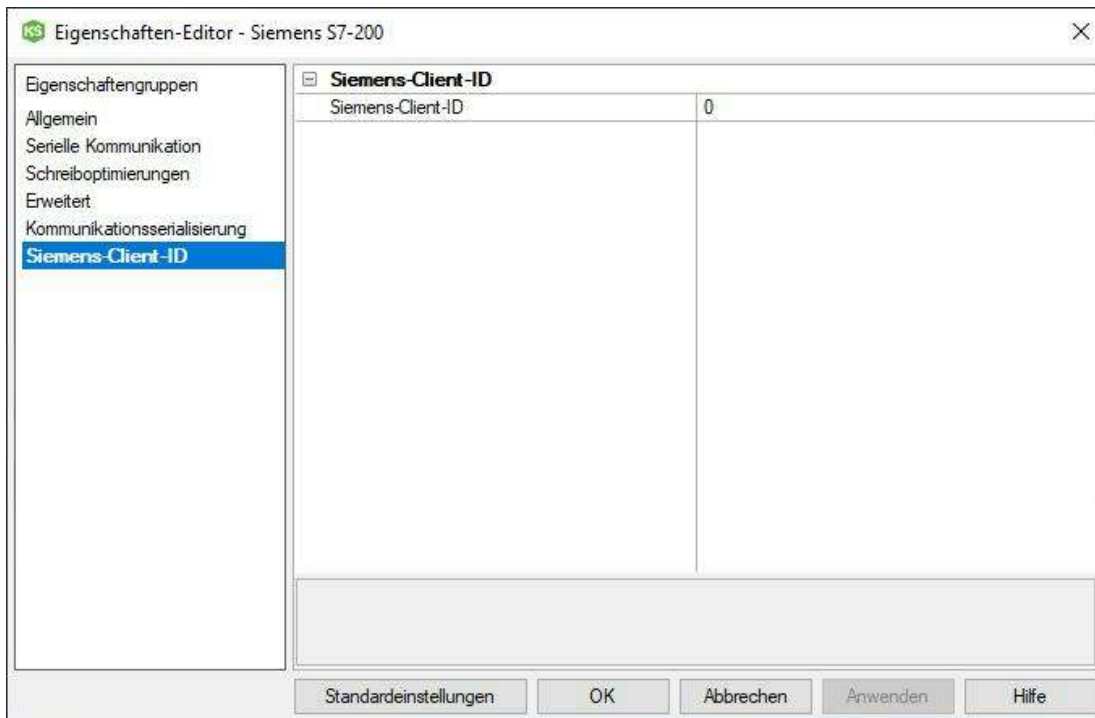 KS Eigenschaften-Editor - Siemens S7-200
Eigenschaftengruppen
Allgemein
Serielle Kommunikation
Schreiboptimierungen
Erweitert
Kommunikationsserialisierung
Siemens-Client-ID
Siemens-Client-ID
Siemens-Client-ID 0
Standardeinstellungen OK Abbrechen Anwenden Hilfe